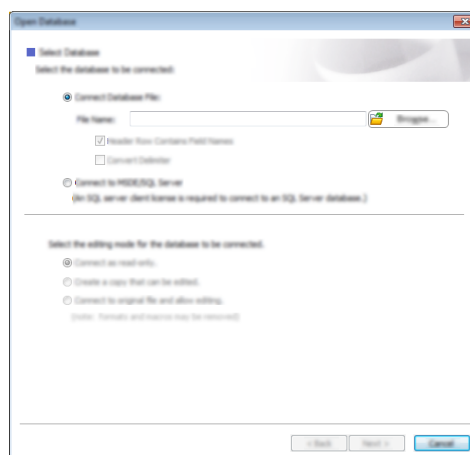 Open Database
Select Database
Select the database to be connected:
Connect Database File:
File Name:
Browse...
Header Row Contains Field Names
Convert Delimiter
Connect to MSDE/SQL Server
(An SQL server client license is required to connect to an SQL Server database.)
Select the editing mode for the database to be connected.
Connect as read-only.
Create a copy that can be edited.
Connect to original file and allow editing.
(note: formats and macros may be removed)
< Back
Next >
Cancel